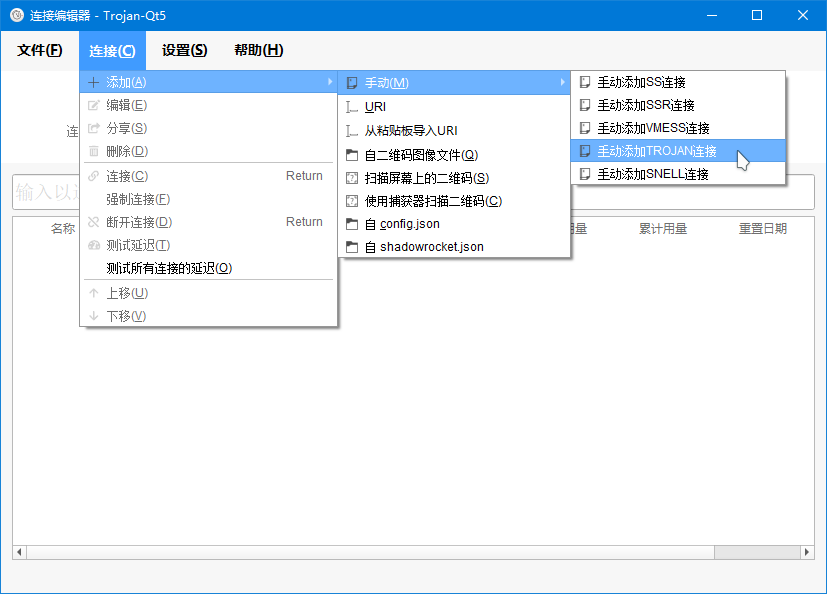 连接编辑器 - Trojan-Qt5
文件(F) 连接(C) 设置(S) 帮助(H)
添加(A)
编辑(E)
分享(S)
删除(D)
连接(C) Return
强制连接(F)
断开连接(D) Return
测试延迟(T)
测试所有连接的延迟(O)
上移(U)
下移(V)
手动(M)
URI
从粘贴板导入URI
自二维码图像文件(Q)
扫描屏幕上的二维码(S)
使用捕获器扫描二维码(C)
自 config.json
自 shadowrocket.json
手动添加SS连接
手动添加SSR连接
手动添加VMESS连接
手动添加TROJAN连接
手动添加SNELL连接
连
输入以
名称 量 累计用量 重置日期